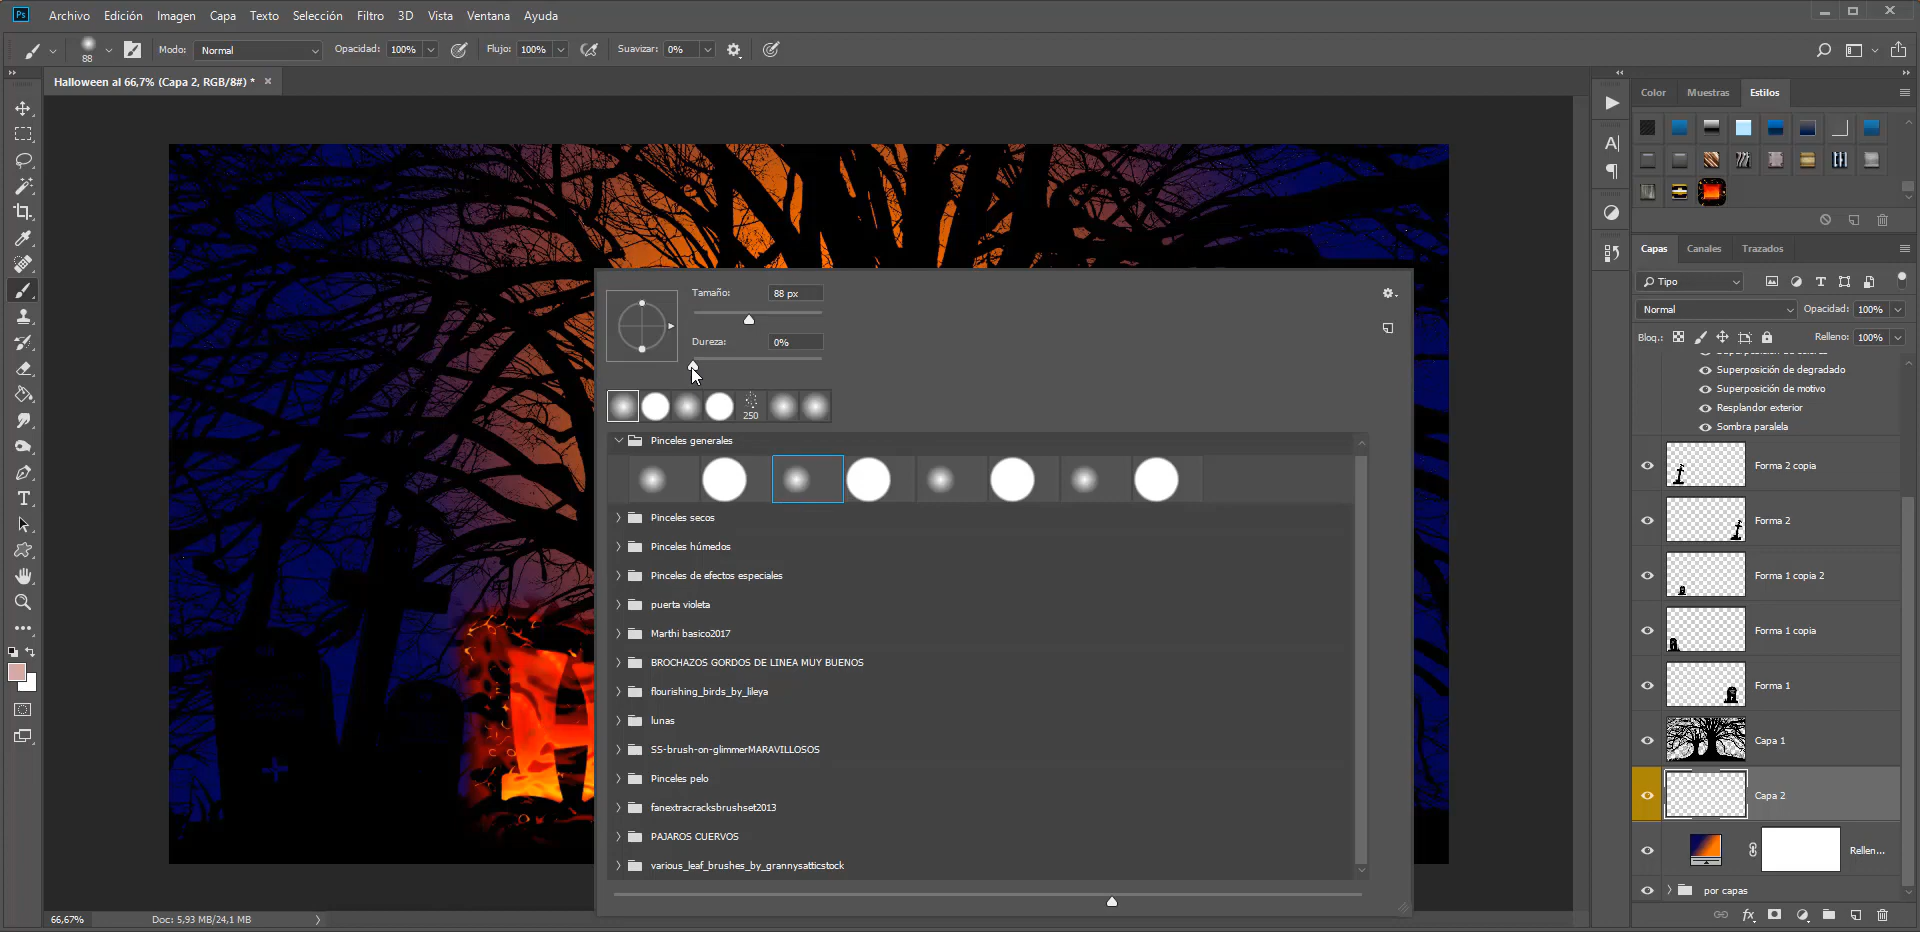 Ps Archivo Edición Imagen Capa Texto Selección Filtro 3D Vista Ventana Ayuda
88 Modo: Normal Opacidad: 100% Flujo: 100% Suavizar: 0%
Halloween al 66,7% (Capa 2, RGB/8#) * ×
Color Muestras Estilos
Tamaño: 88 px
Dureza: 0%
250
Pinceles generales
Pinceles secos
Pinceles húmedos
Pinceles de efectos especiales
puerta violeta
Marthi basico2017
BROCHAZOS GORDOS DE LINEA MUY BUENOS
flourishing_birds_by_lileya
lunas
SS-brush-on-glimmerMARAVILLOSOS
Pinceles pelo
fanextracracksbrushset2013
PAJAROS CUERVOS
various_leaf_brushes_by_grannysatticstock
Capas Canales Trazados
Tipo
Normal Opacidad: 100%
Bloq.: Relleno: 100%
Superposición de degradado
Superposición de motivo
Resplandor exterior
Sombra paralela
Forma 2 copia
Forma 2
Forma 1 copia 2
Forma 1 copia
Forma 1
Capa 1
Capa 2
Rellen...
por capas
fx
66,67% Doc: 5,93 MB/24,1 MB